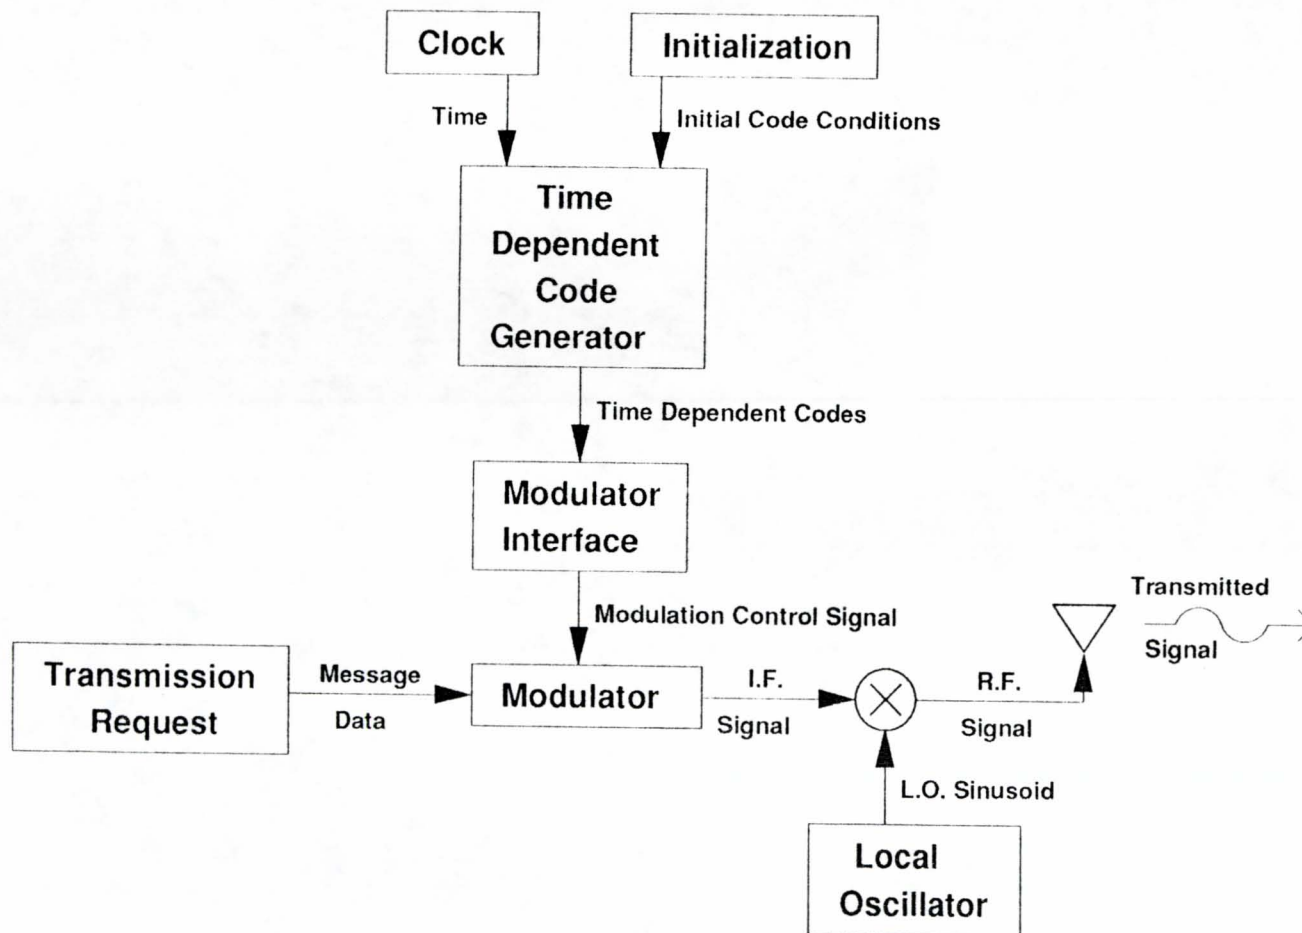 Clock
Initialization
Time
Initial Code Conditions
Time
Dependent
Code
Generator
Time Dependent Codes
Modulator
Interface
Modulation Control Signal
Transmitted
Signal
Transmission
Request
Message
Data
Modulator
I.F.
Signal
R.F.
Signal
L.O. Sinusoid
Local
Oscillator